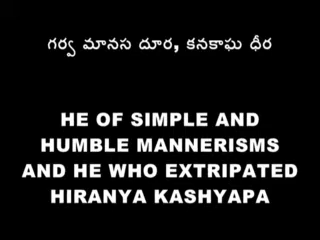 గర్వ మానస దూర, కనకాఘ ధీర
HE OF SIMPLE AND
HUMBLE MANNERISMS
AND HE WHO EXTRIPATED
HIRANYA KASHYAPA